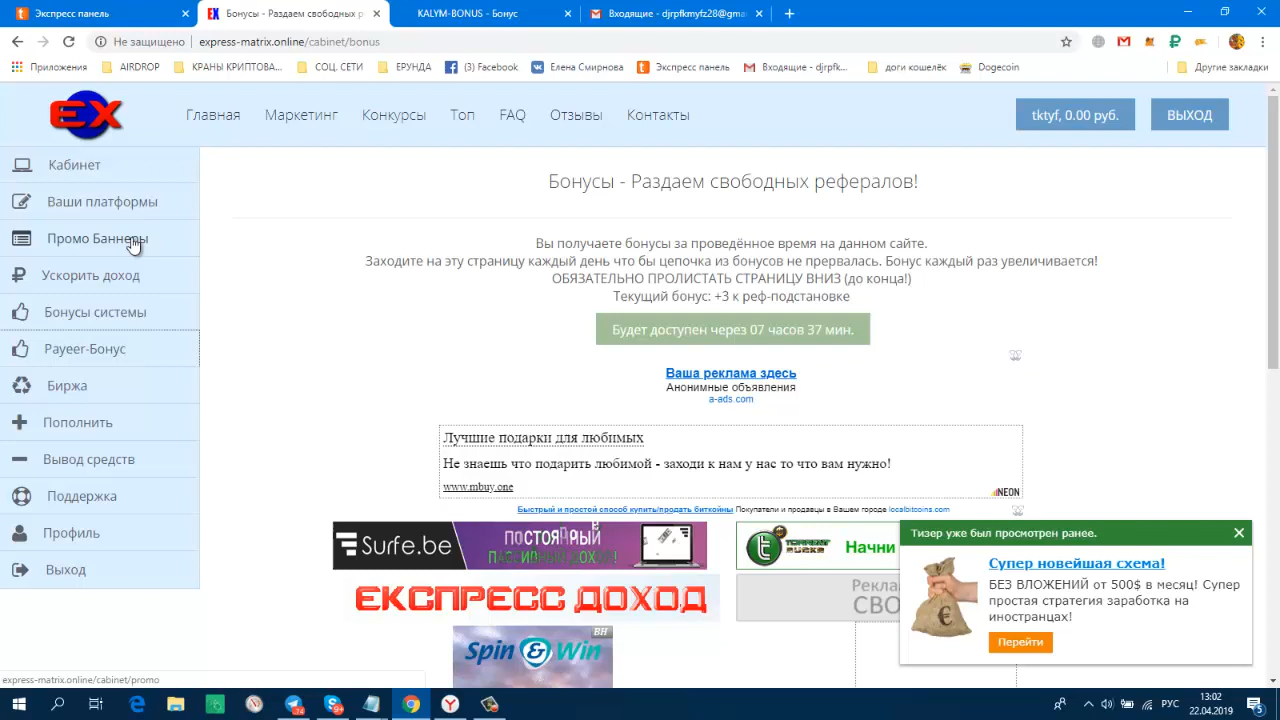 Экспресс панель
Бонусы - Раздаем свободных р
KALYM-BONUS - Бонус
Входящие - djrpfkmyfz28@gma
Не защищено
express-matrix.online/cabinet/bonus
Приложения
AIRDROP
КРАНЫ КРИПТОВА...
СОЦ. СЕТИ
ЕРУНДА
(3) Facebook
Елена Смирнова
Экспресс панель
Входящие - djrpfk...
доги кошелёк
Dogecoin
Другие закладки
EX
Главная
Маркетинг
Конкурсы
Топ
FAQ
Отзывы
Контакты
tktyf, 0.00 руб.
ВЫХОД
Кабинет
Ваши платформы
Промо Баннеры
Ускорить доход
Бонусы системы
Payeer-Бонус
Биржа
Пополнить
Вывод средств
Поддержка
Профиль
Выход
Бонусы - Раздаем свободных рефералов!
Вы получаете бонусы за проведённое время на данном сайте.
Заходите на эту страницу каждый день что бы цепочка из бонусов не прервалась. Бонус каждый раз увеличивается!
ОБЯЗАТЕЛЬНО ПРОЛИСТАТЬ СТРАНИЦУ ВНИЗ (до конца!)
Текущий бонус: +3 к реф-подстановке
Будет доступен через 07 часов 37 мин.
Ваша реклама здесь
Анонимные объявления
a-ads.com
Лучшие подарки для любимых
Не знаешь что подарить любимой - заходи к нам у нас то что вам нужно!
www.mbuy.one
NEON
Быстрый и простой способ купить/продать биткойны Покупатели и продавцы в Вашем городе localbitcoins.com
Surfe.be
ПОСТОЯННЫЙ
Начни
ЕКСПРЕСС ДОХОД
Рекла
СВО
BH
Spin & Win
Тизер уже был просмотрен ранее.
Супер новейшая схема!
БЕЗ ВЛОЖЕНИЙ от 500$ в месяц! Супер
простая стратегия заработка на
иностранцах!
Перейти
express-matrix.online/cabinet/promo
РУС
13:02
22.04.2019